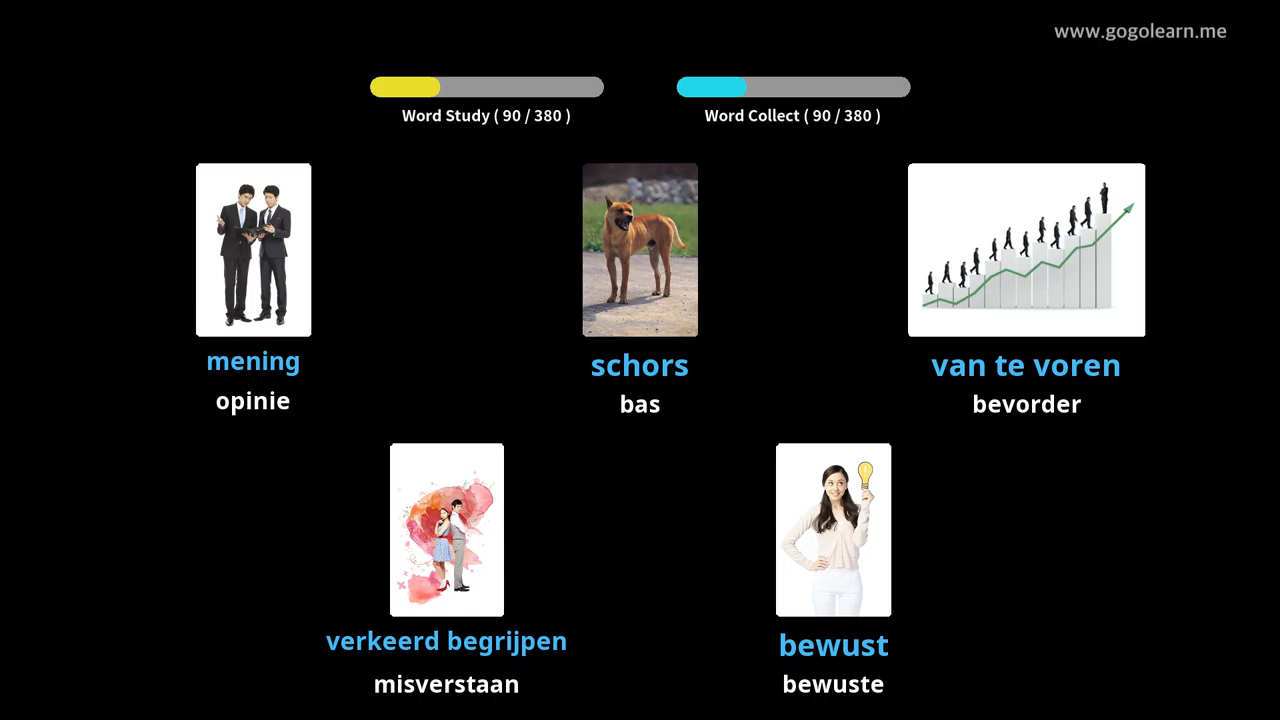 www.gogolearn.me
Word Study ( 90 / 380 )
Word Collect ( 90 / 380 )
mening
opinie
schors
bas
van te voren
bevorder
verkeerd begrijpen
misverstaan
bewust
bewuste